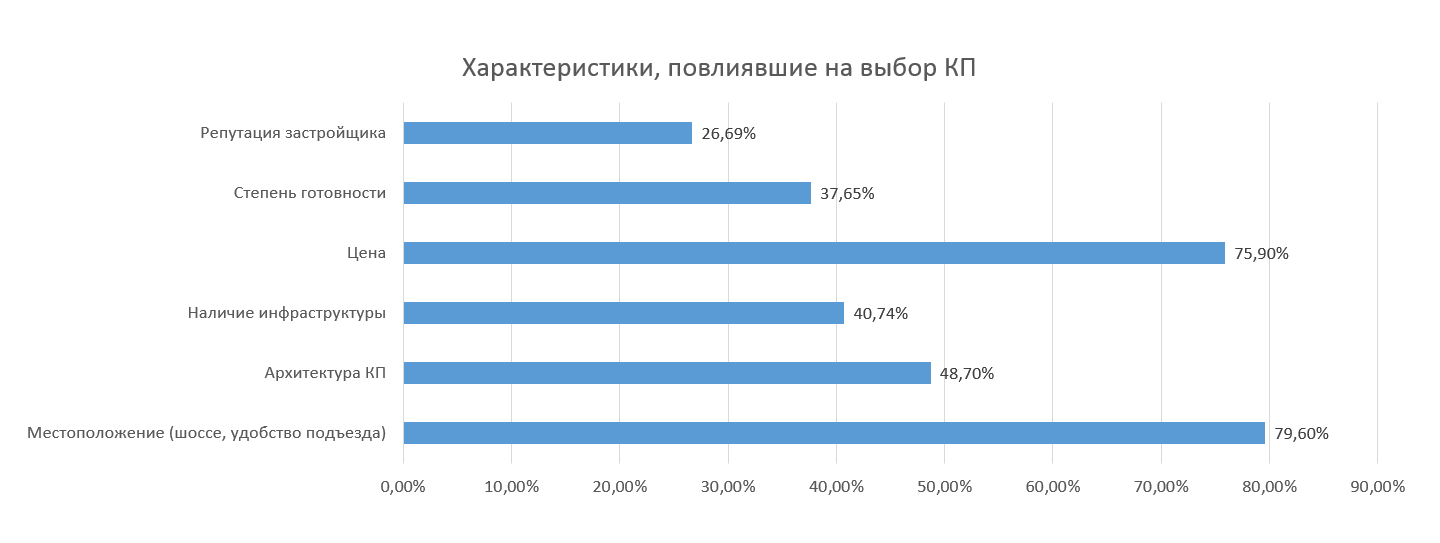 Характеристики, повлиявшие на выбор КП
Репутация застройщика
26,69%
Степень готовности
37,65%
Цена
75,90%
Наличие инфраструктуры
40,74%
Архитектура КП
48,70%
Местоположение (шоссе, удобство подъезда)
79,60%
0,00% 10,00% 20,00% 30,00% 40,00% 50,00% 60,00% 70,00% 80,00% 90,00%